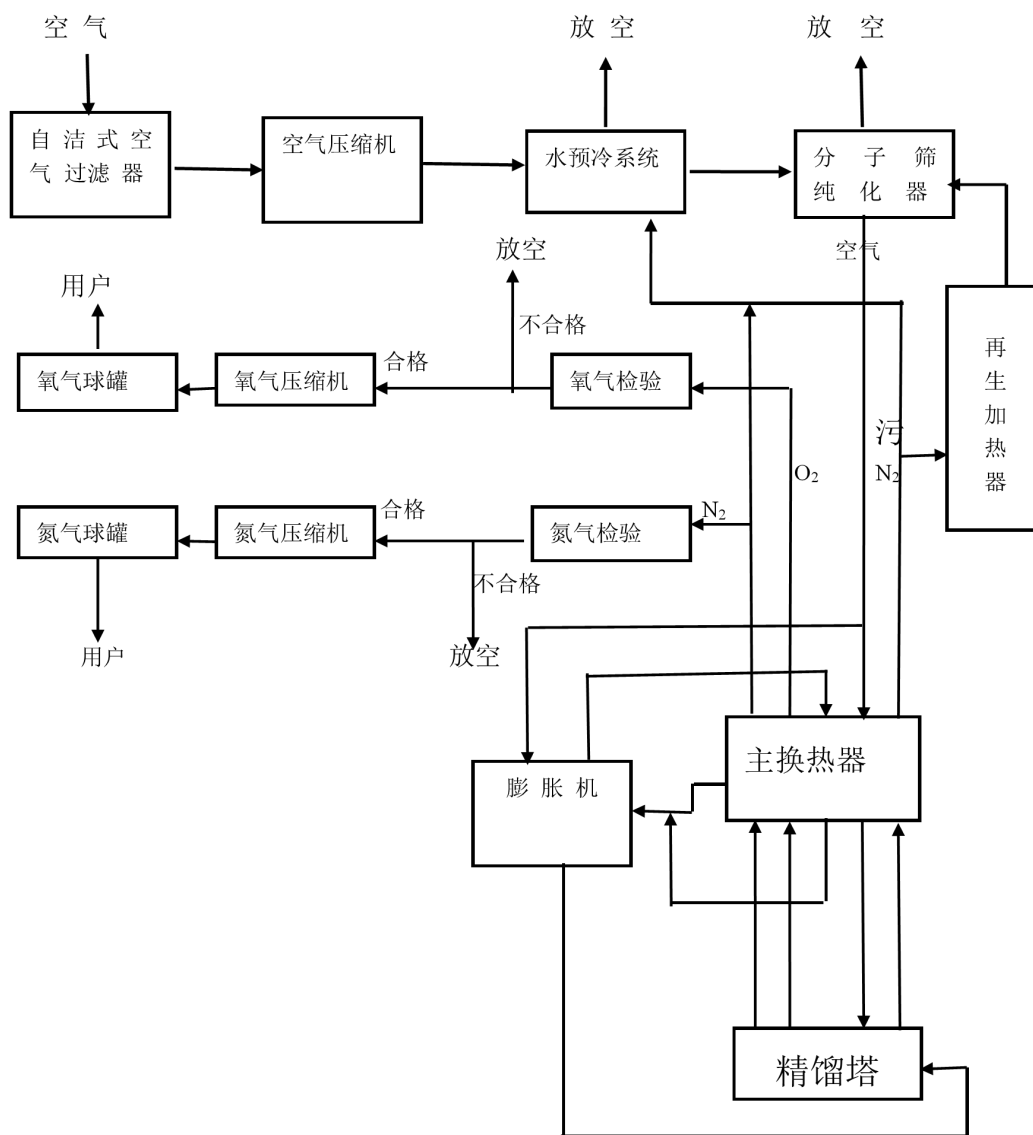 空 气
放 空
放 空
自 洁 式 空
气 过滤 器
空气压缩机
水预冷系统
分 子 筛
纯 化 器
空气
放空
用户
不合格
再
生
加
热
器
氧气球罐
氧气压缩机
合格
氧气检验
污
N₂
O₂
氮气球罐
氮气压缩机
合格
氮气检验
N₂
不合格
用户
放空
主换热器
膨 胀 机
精馏塔